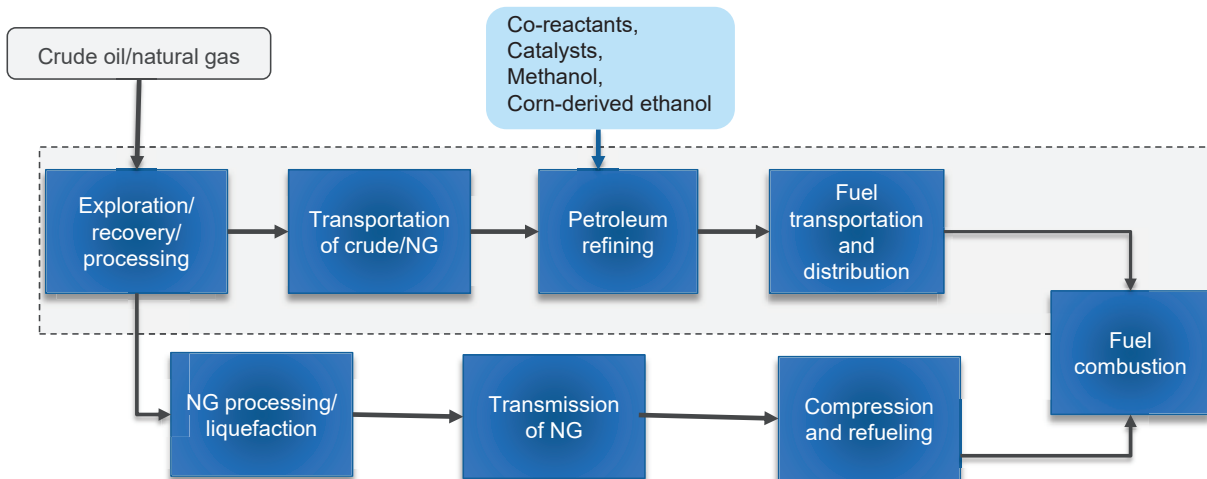 Crude oil/natural gas
Co-reactants,
Catalysts,
Methanol,
Corn-derived ethanol
Exploration/
recovery/
processing
Transportation
of crude/NG
Petroleum
refining
Fuel
transportation
and
distribution
Fuel
combustion
NG processing/
liquefaction
Transmission
of NG
Compression
and refueling